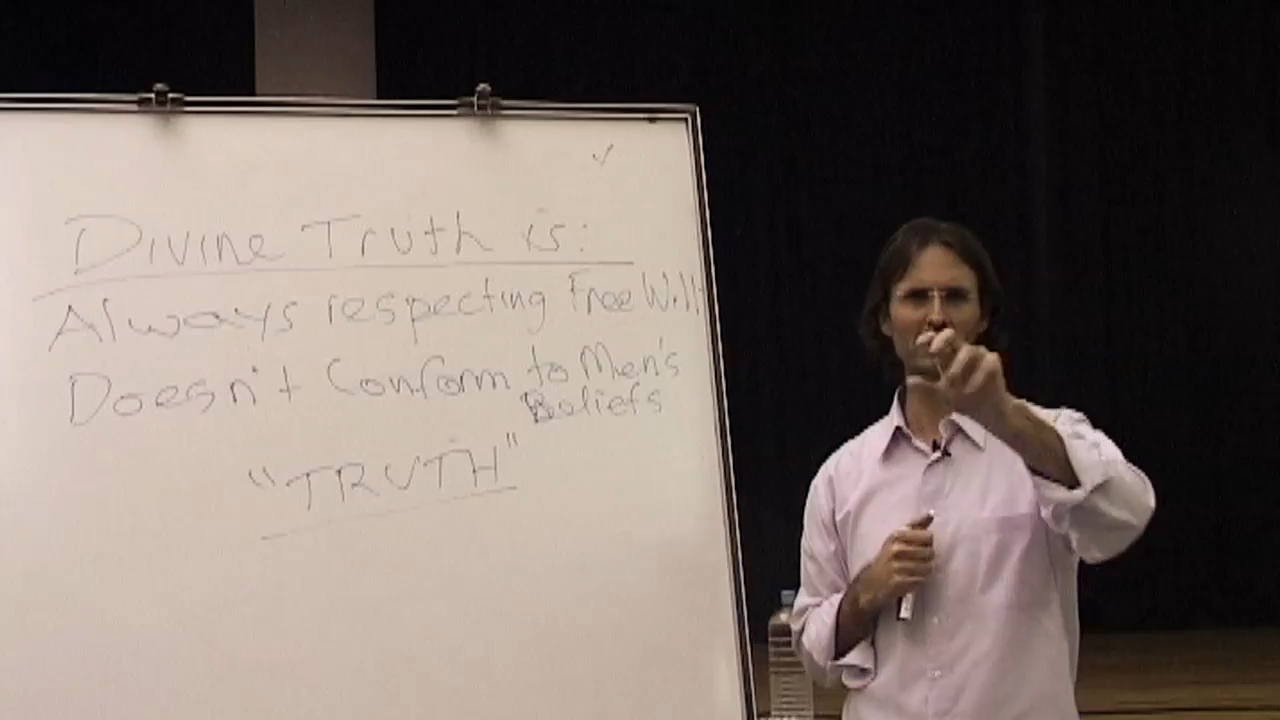 Divine Truth is:
Always respecting Free Will
Doesn't Conform to Men's
Beliefs
"TRUTH"